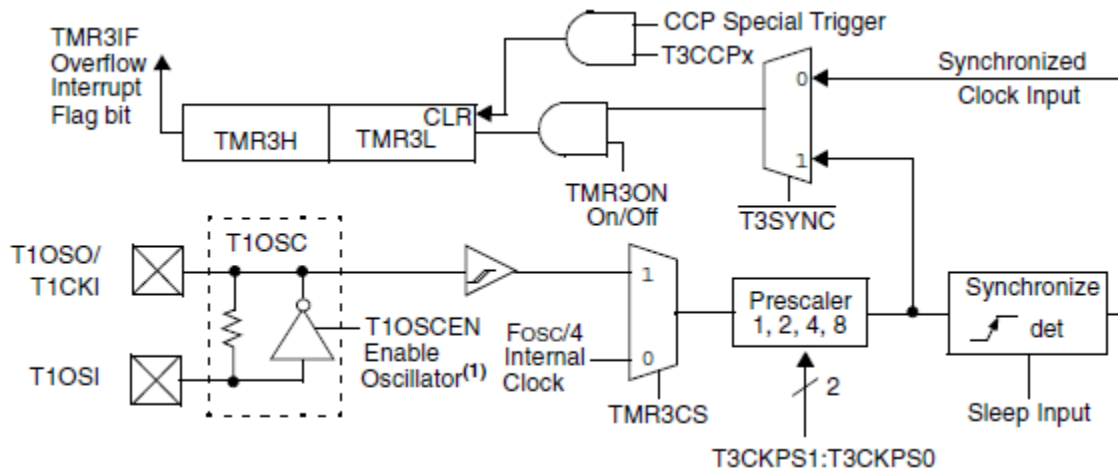 TMR3IF
Overflow
Interrupt
Flag bit
CCP Special Trigger
T3CCPx
Synchronized
Clock Input
0
1
CLR
TMR3H
TMR3L
TMR3ON
On/Off
T3SYNC
T1OSO/
T1CKI
T1OSC
T1OSI
T1OSCEN
Enable
Oscillator(1)
FOSC/4
Internal
Clock
1
0
TMR3CS
Prescaler
1, 2, 4, 8
2
T3CKPS1:T3CKPS0
Synchronize
det
Sleep Input